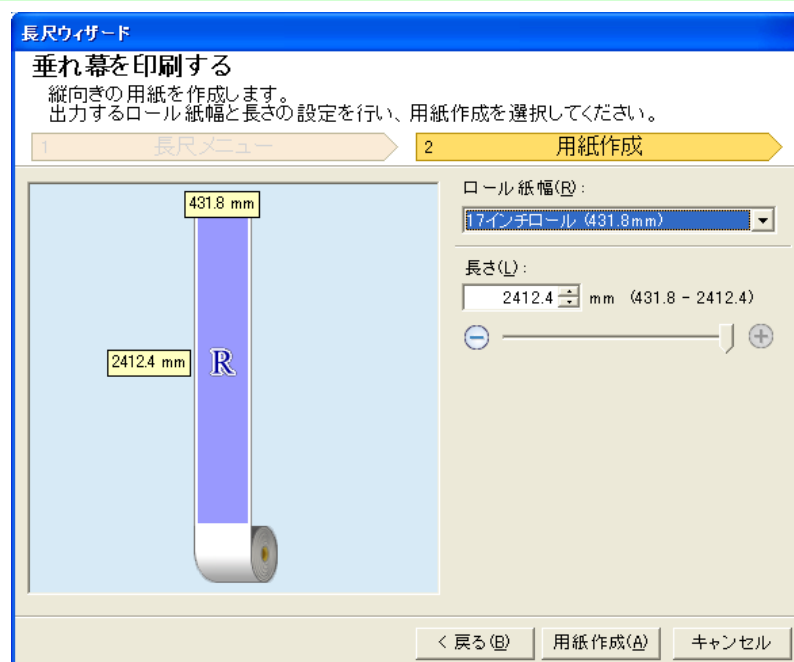 長尺ウィザード
垂れ幕を印刷する
縦向きの用紙を作成します。
出力するロール紙幅と長さの設定を行い、用紙作成を選択してください。
1 長尺メニュー
2 用紙作成
431.8 mm
2412.4 mm
R
ロール紙幅(R):
17インチロール (431.8mm)
長さ(L):
2412.4 mm (431.8 - 2412.4)
< 戻る(B) 用紙作成(A) キャンセル